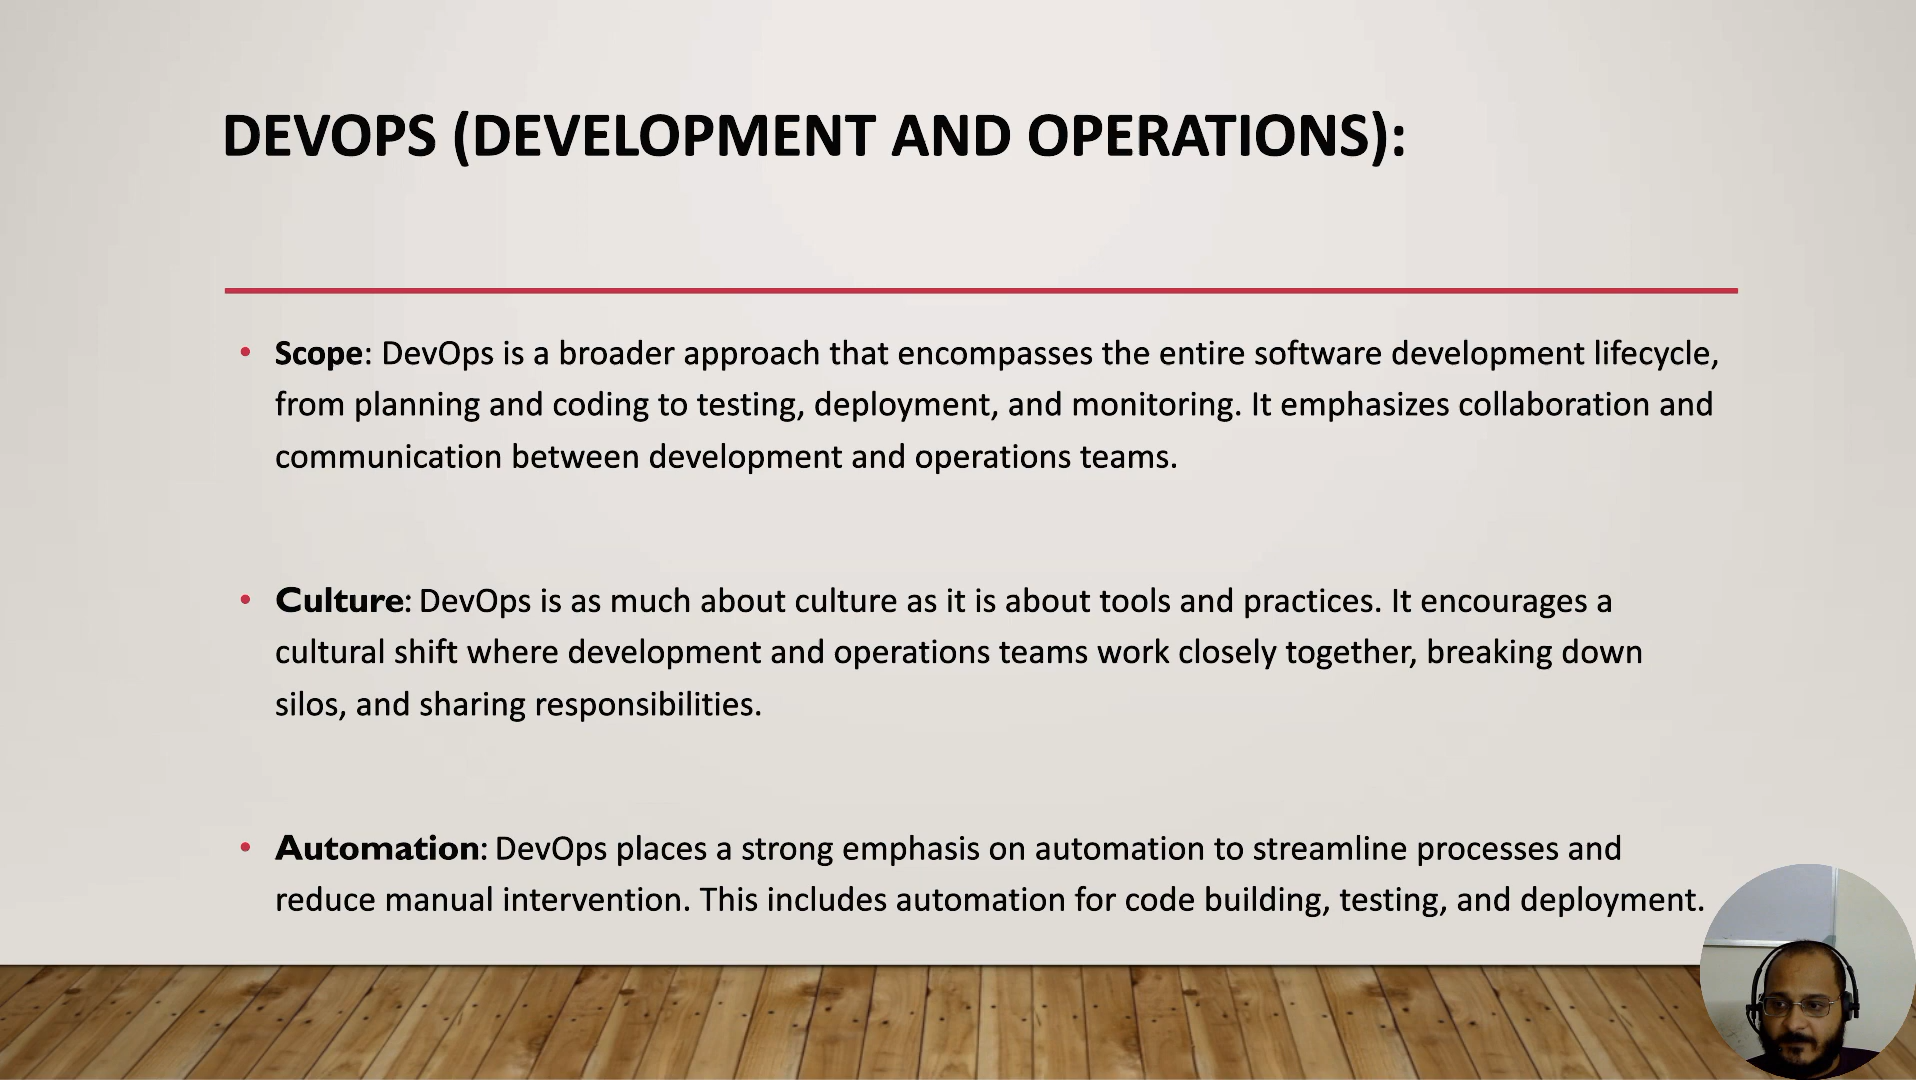 DEVOPS (DEVELOPMENT AND OPERATIONS):
• Scope: DevOps is a broader approach that encompasses the entire software development lifecycle,
from planning and coding to testing, deployment, and monitoring. It emphasizes collaboration and
communication between development and operations teams.
• Culture: DevOps is as much about culture as it is about tools and practices. It encourages a
cultural shift where development and operations teams work closely together, breaking down
silos, and sharing responsibilities.
• Automation: DevOps places a strong emphasis on automation to streamline processes and
reduce manual intervention. This includes automation for code building, testing, and deployment.